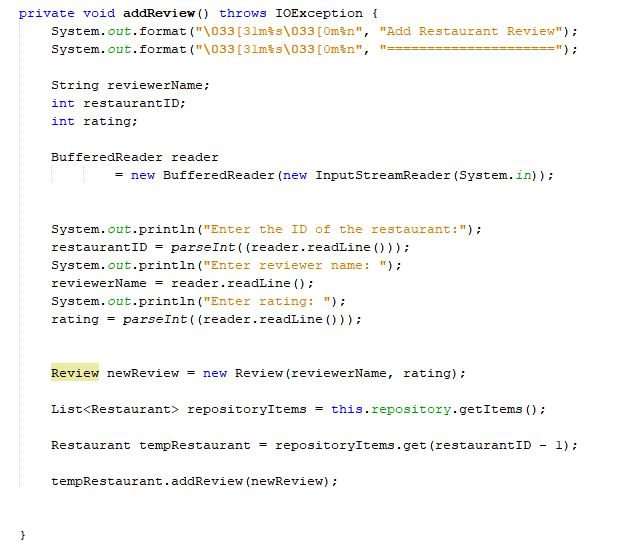 private void addReview() throws IOException {
System.out.format("\033[31m%s\033[0m%n", "Add Restaurant Review");
System.out.format("\033[31m%s\033[0m%n", "=====================");
String reviewerName;
int restaurantID;
int rating;
BufferedReader reader
= new BufferedReader(new InputStreamReader(System.in));
System.out.println("Enter the ID of the restaurant:");
restaurantID = parseInt((reader.readLine()));
System.out.println("Enter reviewer name: ");
reviewerName = reader.readLine();
System.out.println("Enter rating: ");
rating = parseInt((reader.readLine()));
Review newReview = new Review(reviewerName, rating);
List<Restaurant> repositoryItems = this.repository.getItems();
Restaurant tempRestaurant = repositoryItems.get(restaurantID - 1);
tempRestaurant.addReview(newReview);
}